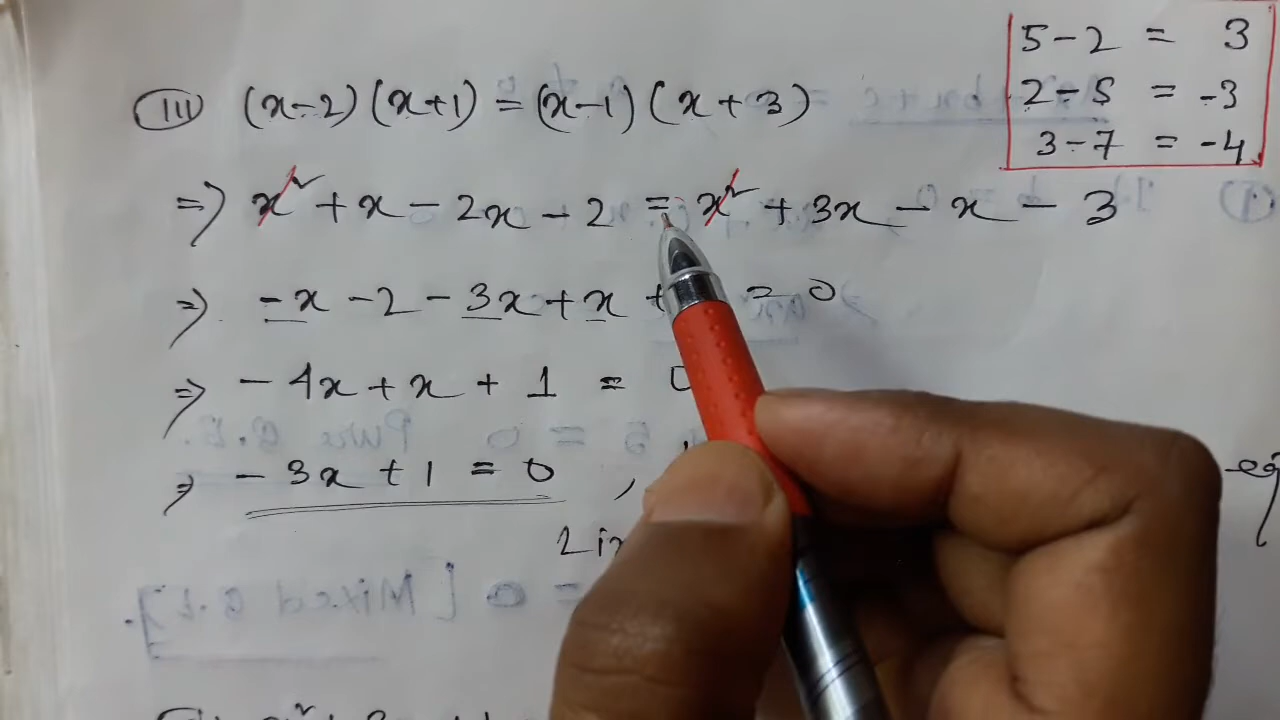 5 - 2 = 3
2 - 5 = -3
3 - 7 = -4
(III) (x-2)(x+1) = (x-1)(x+3)
=> x² + x - 2x - 2 = x² + 3x - x - 3
=> -x - 2 - 3x + x + = 0
=> -4x + x + 1 =
=> -3x + 1 = 0 ,